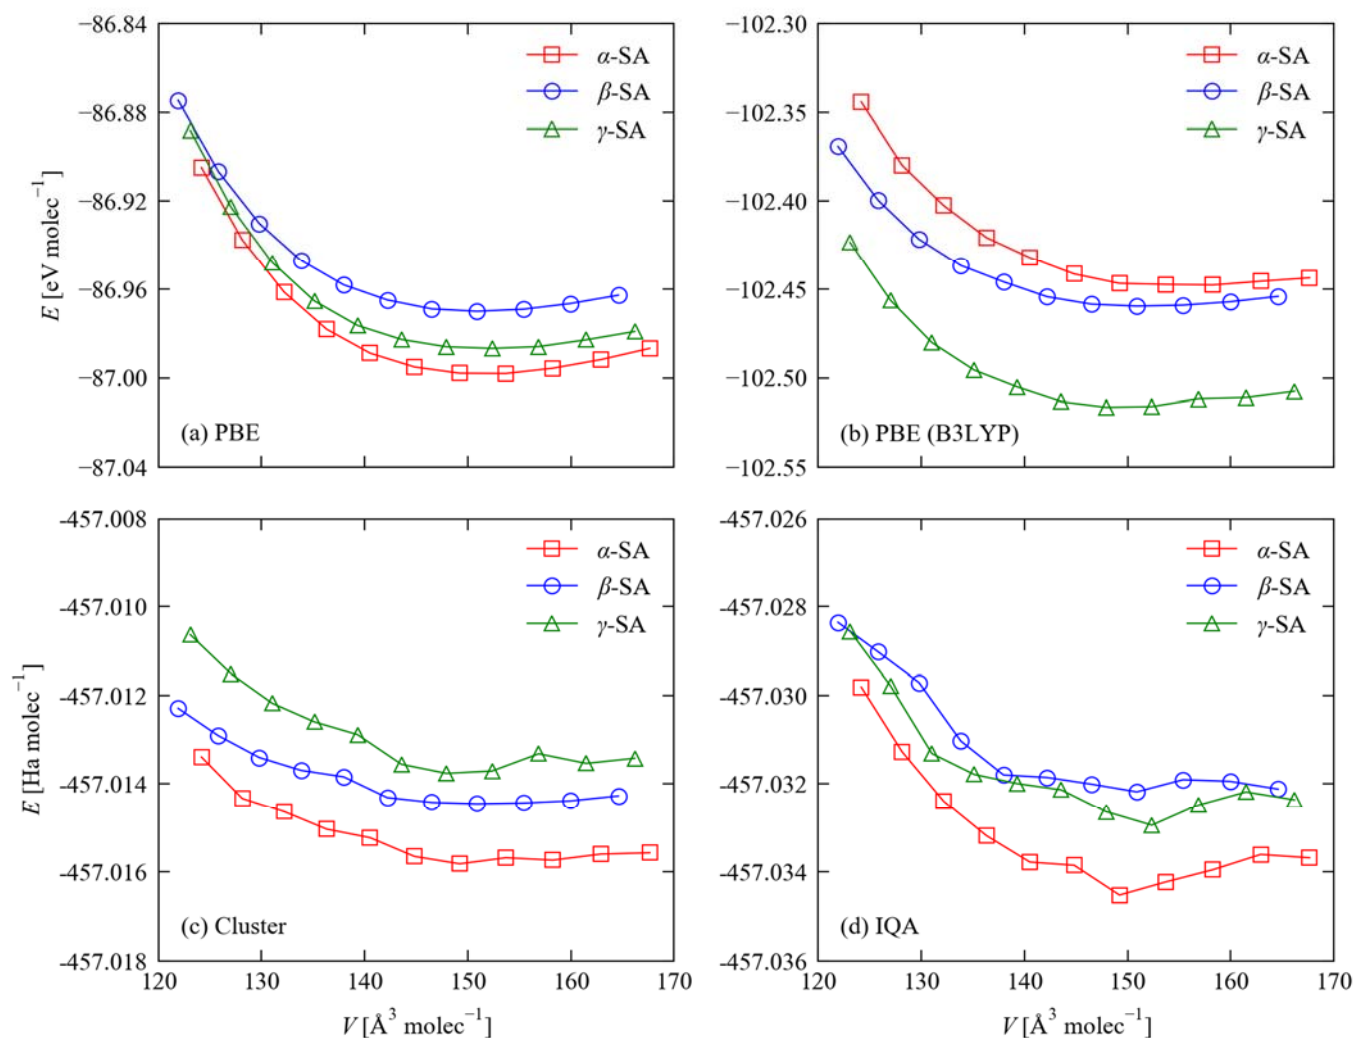 −86.84
−86.88
−86.92
−86.96
−87.00
−87.04
E [eV molec⁻¹]
α-SA
β-SA
γ-SA
(a) PBE
−102.30
−102.35
−102.40
−102.45
−102.50
−102.55
α-SA
β-SA
γ-SA
(b) PBE (B3LYP)
-457.008
-457.010
-457.012
-457.014
-457.016
-457.018
E [Ha molec⁻¹]
α-SA
β-SA
γ-SA
(c) Cluster
120 130 140 150 160 170
V [Å³ molec⁻¹]
-457.026
-457.028
-457.030
-457.032
-457.034
-457.036
α-SA
β-SA
γ-SA
(d) IQA
120 130 140 150 160 170
V [Å³ molec⁻¹]